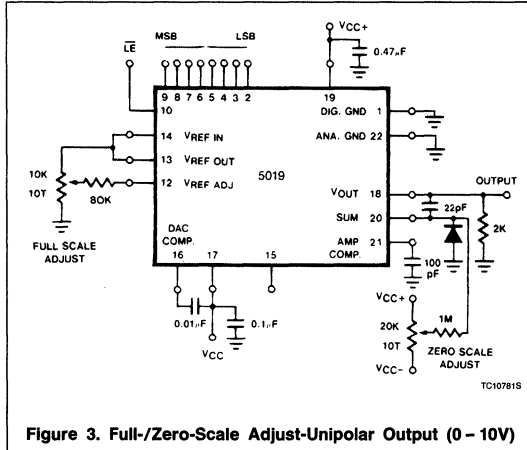 VCC+
0.47µF
LE
MSB LSB
9 8 7 6 5 4 3 2
19
10
DIG. GND 1
ANA. GND 22
14 VREF IN
13 VREF OUT
12 VREF ADJ
5019
10K
10T
80K
FULL SCALE
ADJUST
VOUT 18
OUTPUT
22pF
SUM 20
2K
AMP 21
COMP.
100
pF
DAC
COMP.
16 17 15
0.01µF
0.1µF
VCC
VCC+
1M
20K
10T
ZERO SCALE
ADJUST
VCC-
TC10781S
Figure 3. Full-/Zero-Scale Adjust-Unipolar Output (0 – 10V)